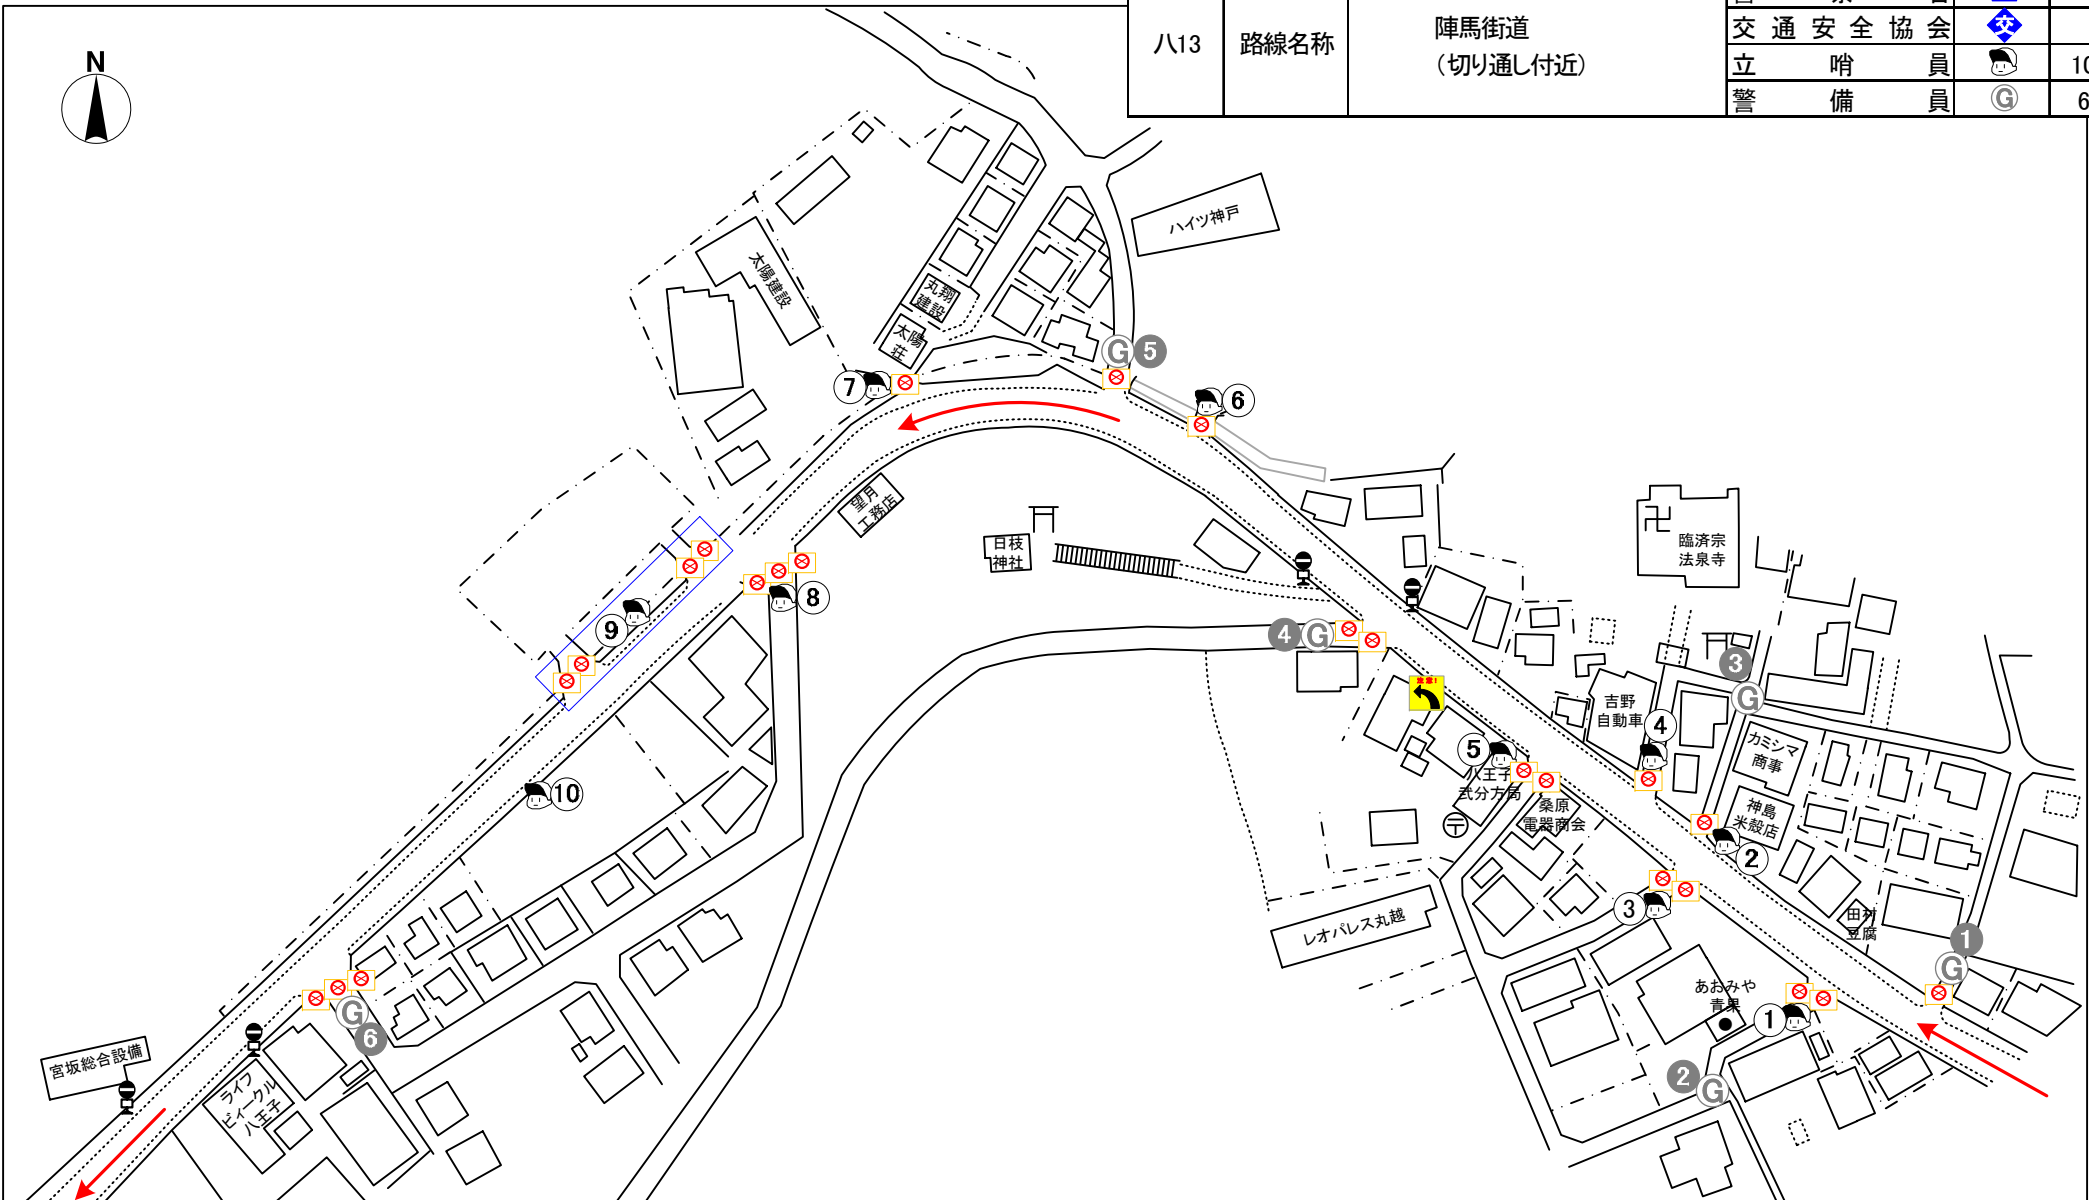 八13
路線名称
陣馬街道
（切り通し付近）
交通安全協会
交
立哨員
10
警備員
G
6
N
ハイツ神戸
太陽建設
丸翔
建設
太陽
荘
G 5
7
6
望月
工務店
日枝
神社
臨済宗
法泉寺
8
9
4 G
3
G
注意!
吉野
自動車
4
カミシマ
商事
5
八王子
弐分方局
桑原
電器商会
神島
米穀店
2
10
3
レオパレス丸越
田村
豆腐
1
G
あおみや
青果
1
G
6
宮坂総合設備
ライフ
ビィークル
八王子
2
G